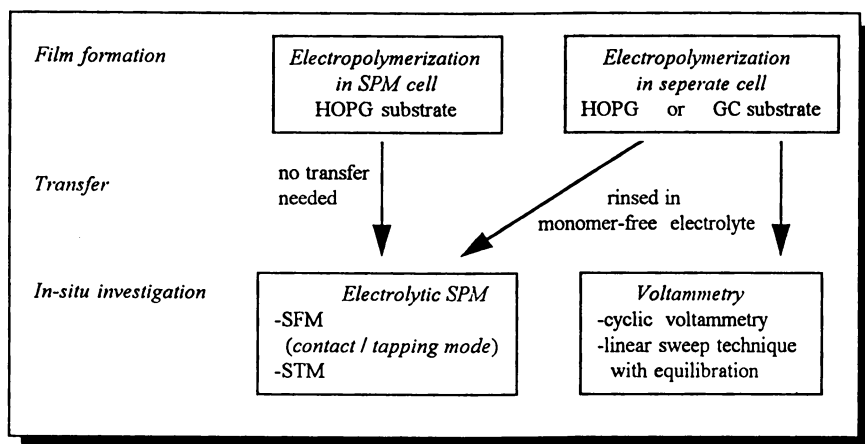 Film formation
Electropolymerization
in SPM cell
HOPG substrate
Electropolymerization
in seperate cell
HOPG or GC substrate
Transfer
no transfer
needed
rinsed in
monomer-free electrolyte
In-situ investigation
Electrolytic SPM
-SFM
(contact / tapping mode)
-STM
Voltammetry
-cyclic voltammetry
-linear sweep technique
with equilibration